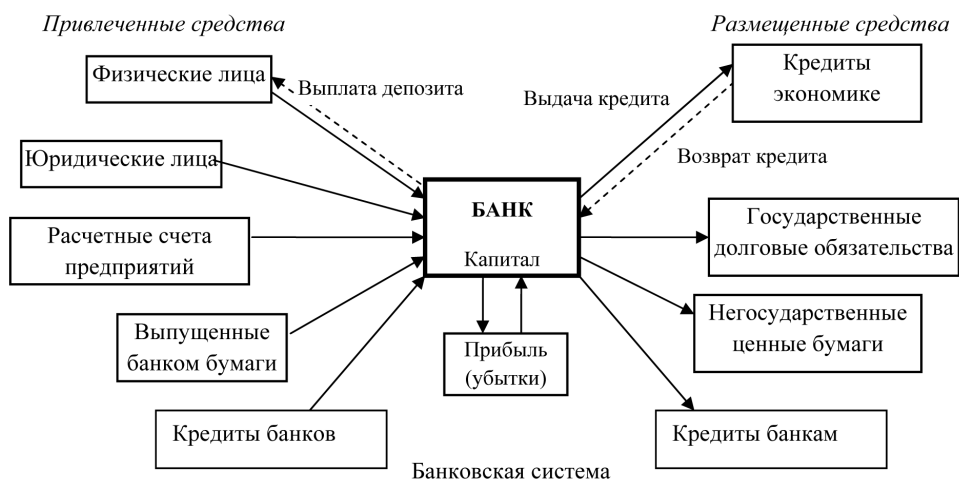 Привлеченные средства
Размещенные средства
Физические лица
Выплата депозита
Выдача кредита
Кредиты
экономике
Юридические лица
Возврат кредита
БАНК
Капитал
Расчетные счета
предприятий
Государственные
долговые обязательства
Выпущенные
банком бумаги
Прибыль
(убытки)
Негосударственные
ценные бумаги
Кредиты банков
Кредиты банкам
Банковская система